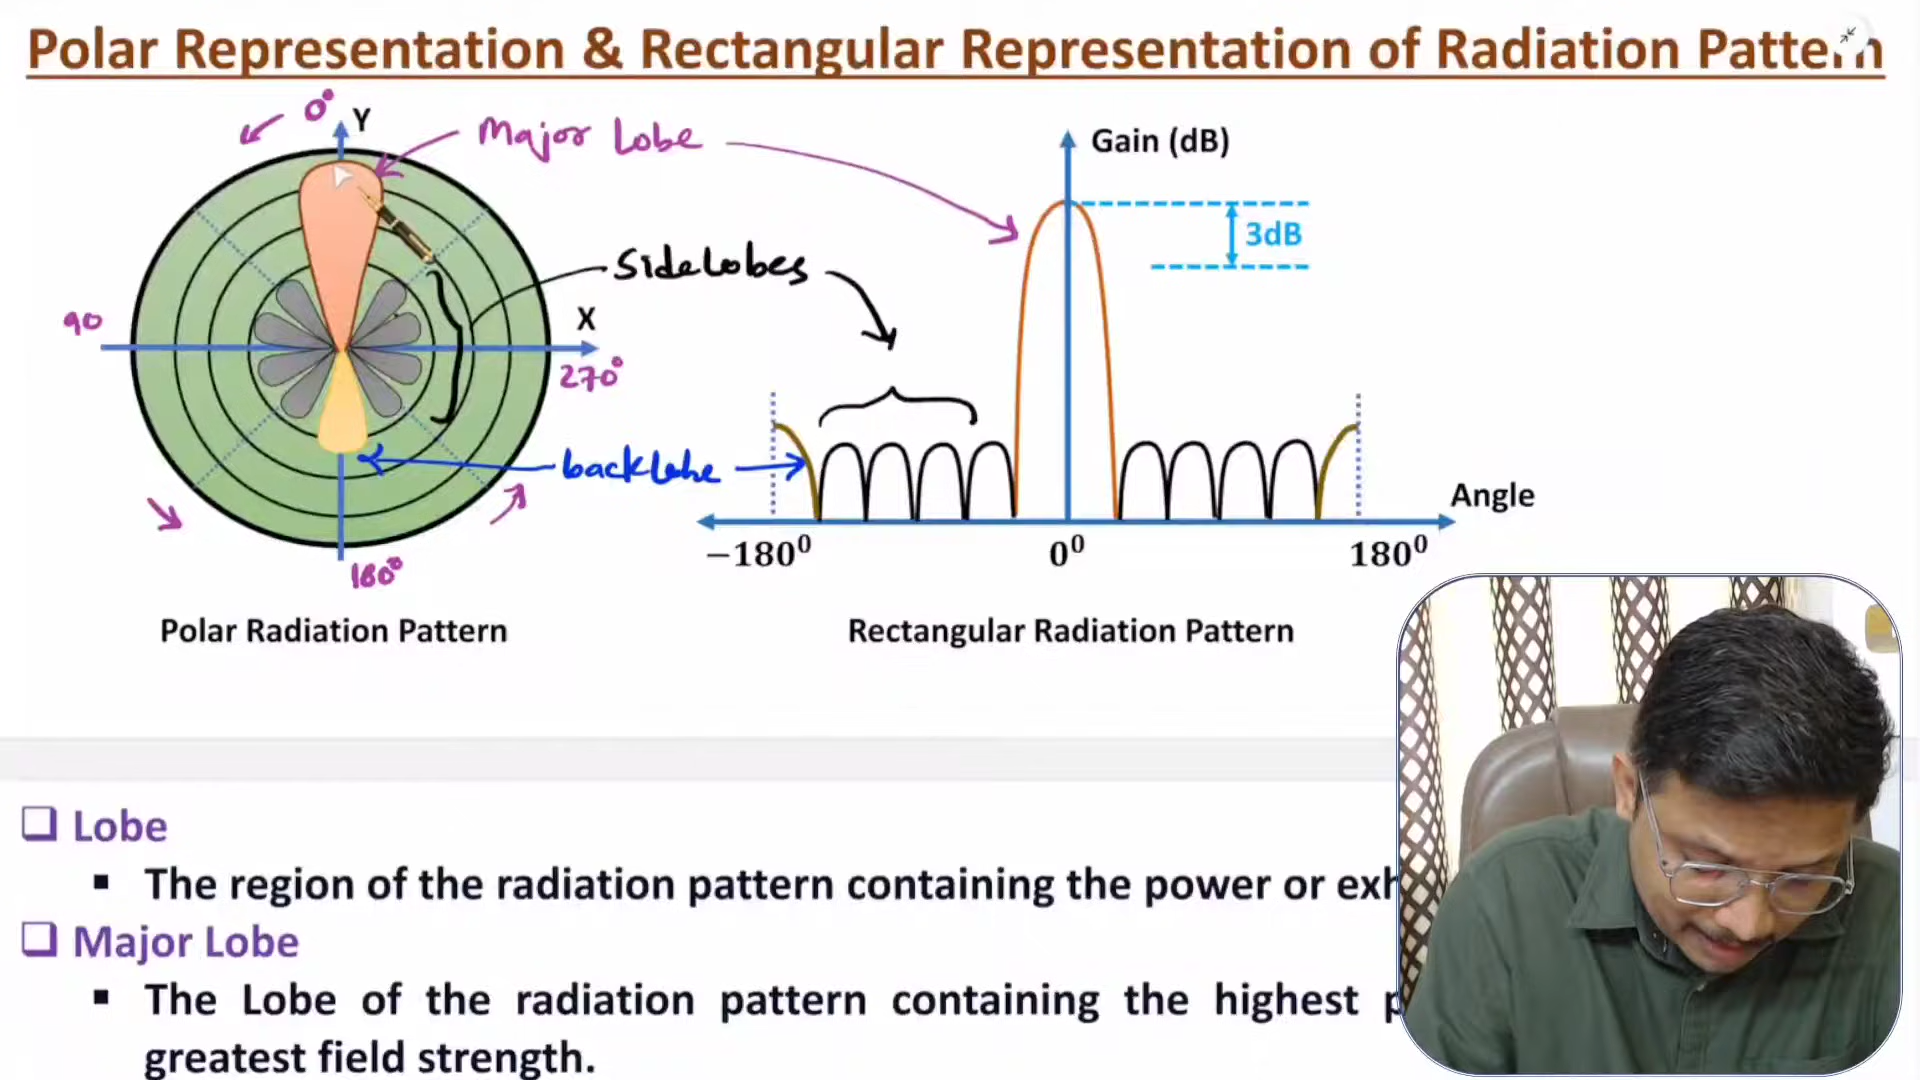 Polar Representation & Rectangular Representation of Radiation Pattern
0°
Y
Major Lobe
Gain (dB)
3dB
Sidelobes
90
X
270°
backlobe
Angle
−180⁰
0⁰
180⁰
180°
Polar Radiation Pattern
Rectangular Radiation Pattern
Lobe
The region of the radiation pattern containing the power or
Major Lobe
The Lobe of the radiation pattern containing the highest
greatest field strength.